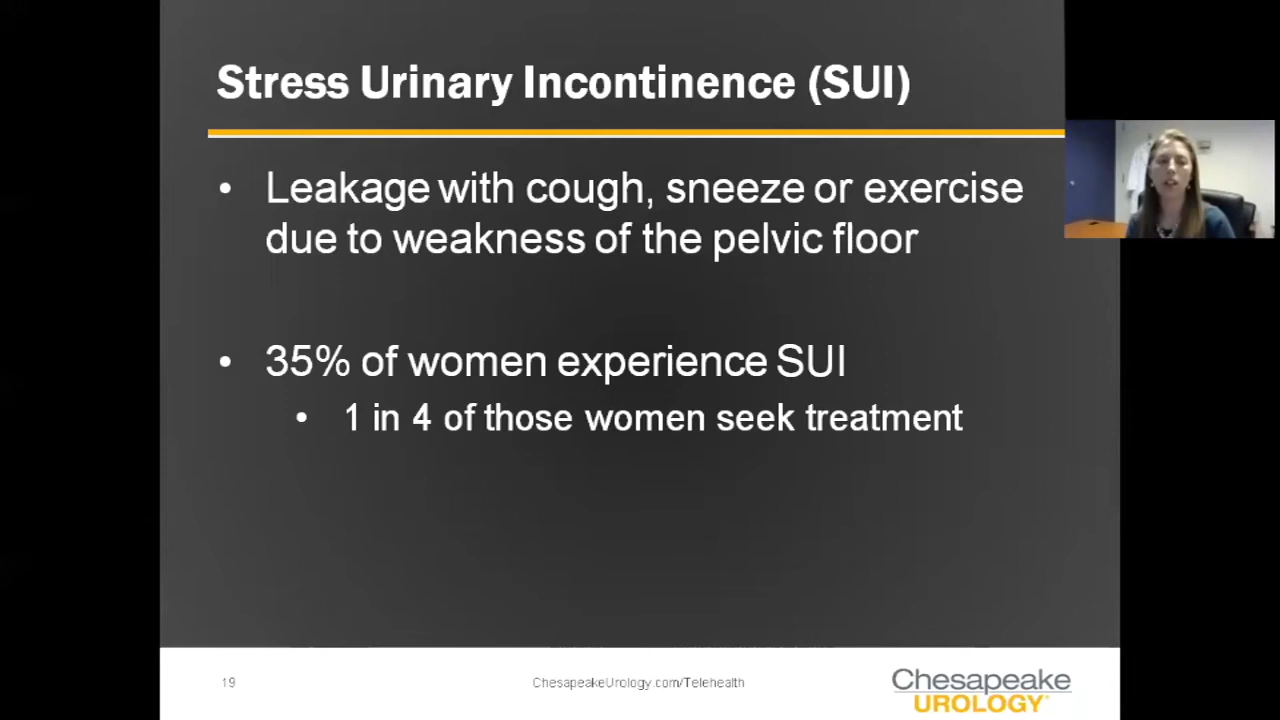 Stress Urinary Incontinence (SUI)
• Leakage with cough, sneeze or exercise
due to weakness of the pelvic floor
• 35% of women experience SUI
• 1 in 4 of those women seek treatment
19
ChesapeakeUrology.com/Telehealth
Chesapeake
UROLOGY